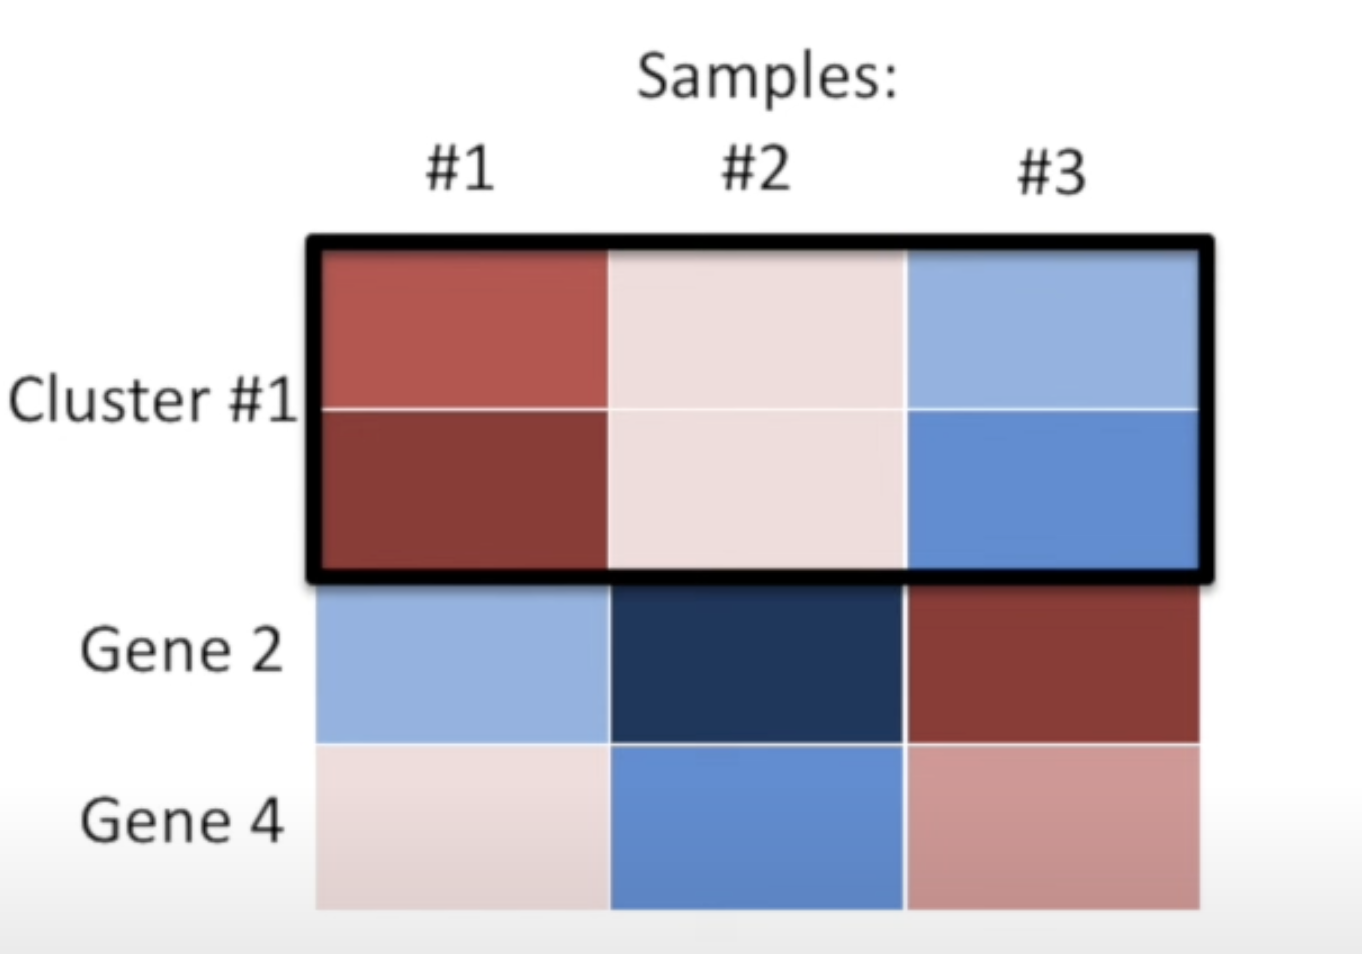 Samples:
#1 #2 #3
Cluster #1
Gene 2
Gene 4